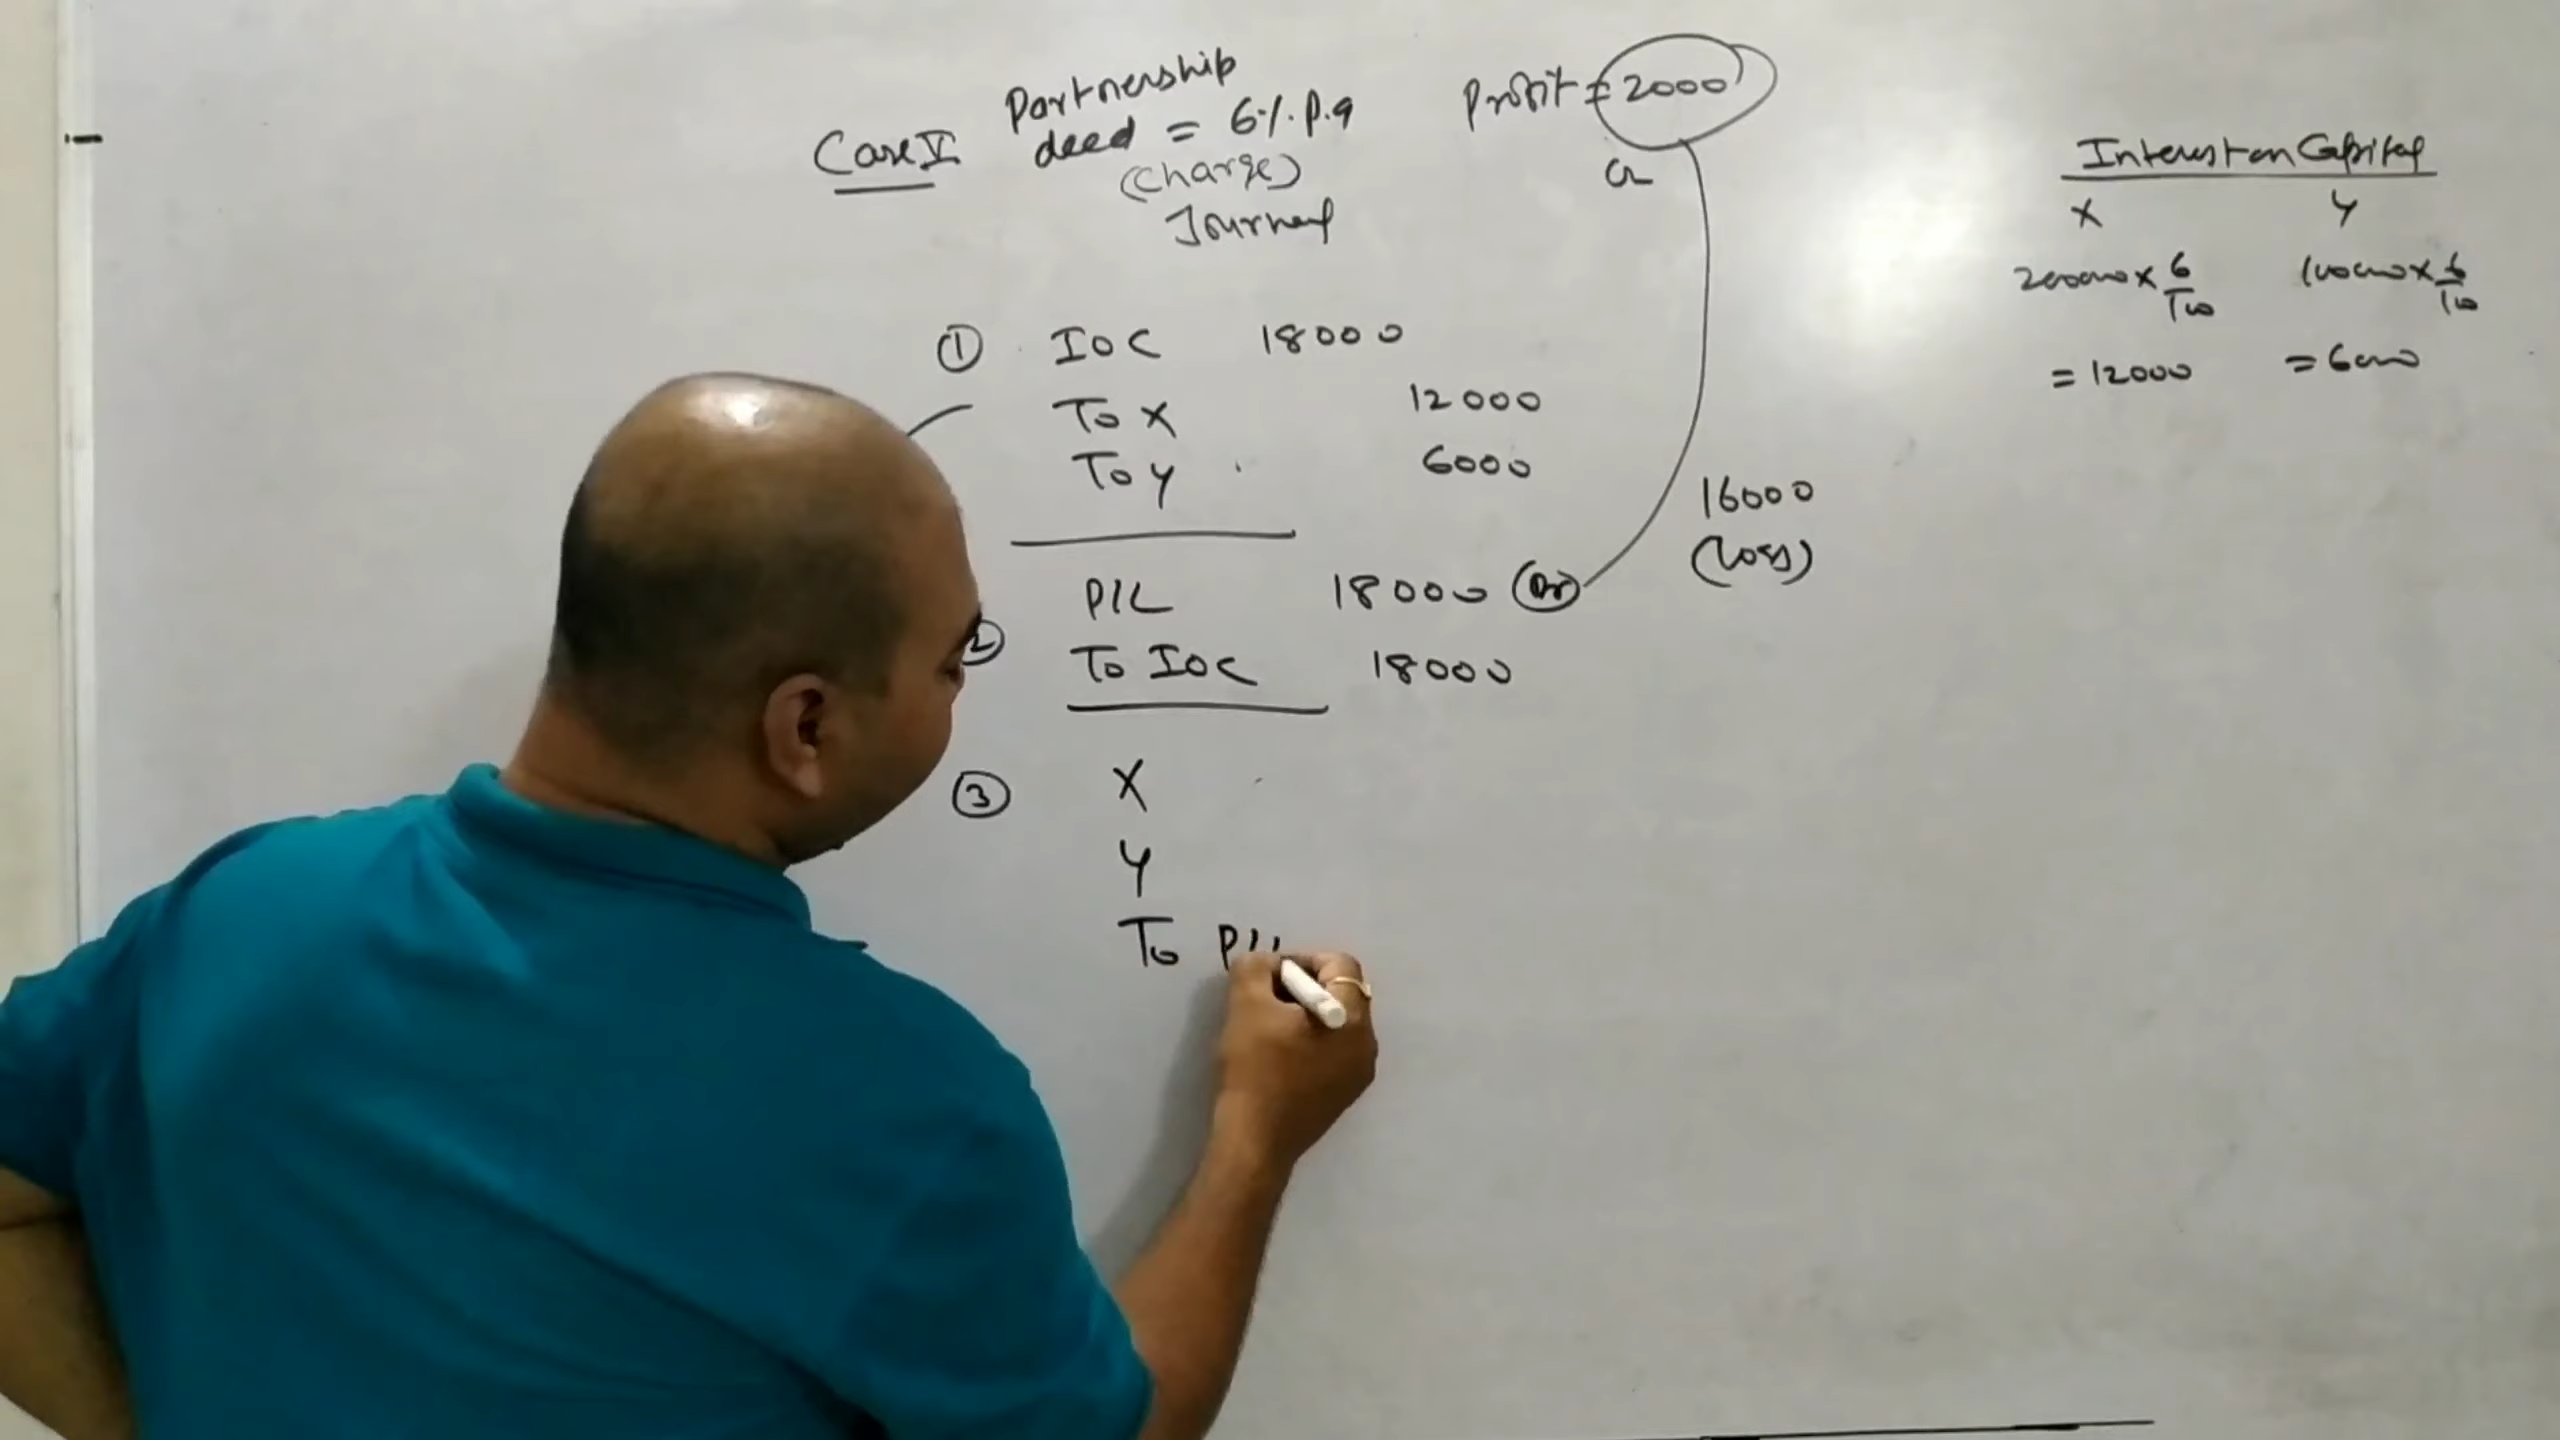 Partnership
Case V deed = 6% P.a
(Charge)
Journal
Profit = 2000
Cr
① IOC 18000
To X 12000
To Y 6000
P/L 18000 (Dr)
② To IOC 18000
16000
(Loss)
③ X
Y
To P/L
Interest on Capital
X Y
200000 × 6/100 100000 × 6/100
= 12000 = 6000